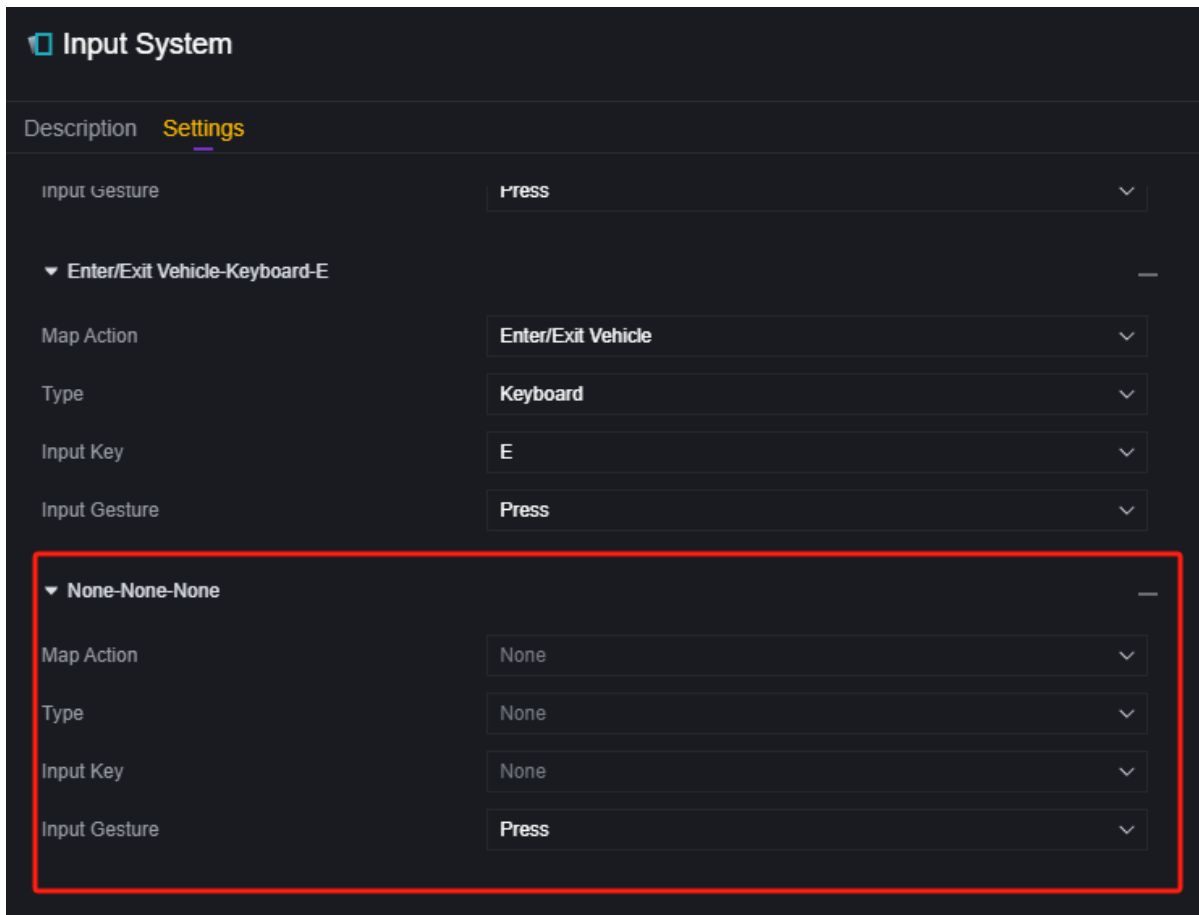 Input System
Description Settings
Input Gesture Press
Enter/Exit Vehicle-Keyboard-E
Map Action Enter/Exit Vehicle
Type Keyboard
Input Key E
Input Gesture Press
None-None-None
Map Action None
Type None
Input Key None
Input Gesture Press